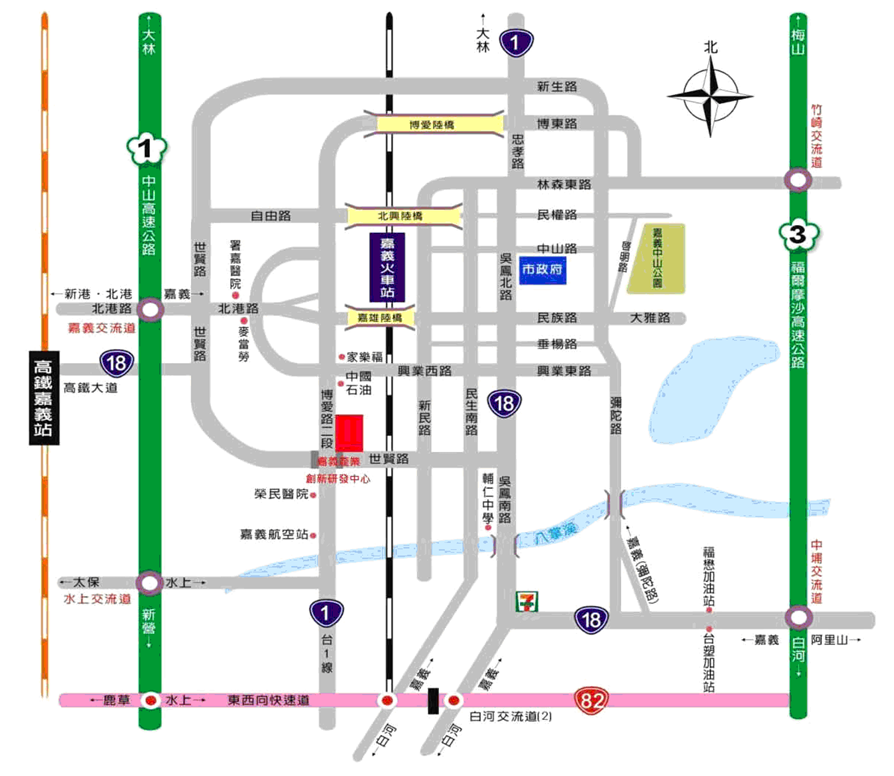 大林
大林
1
梅山
北
新生路
竹崎交流道
博愛陸橋
博東路
忠孝路
1
中山高速公路
林森東路
自由路
北興陸橋
民權路
3
福爾摩沙高速公路
嘉義中山公園
啓明路
世賢路
署嘉醫院
嘉義火車站
吳鳳北路
中山路
市政府
←新港·北港
嘉義→
北港路
北港路
嘉義交流道
麥當勞
嘉雄陸橋
民族路
大雅路
世賢路
垂楊路
高鐵嘉義站
18
高鐵大道
家樂福
中國石油
興業西路
興業東路
博愛路二段
新民路
民生南路
18
彌陀路
嘉義產業
創新研發中心
世賢路
榮民醫院
輔仁中學
吳鳳南路
嘉義航空站
八掌溪
←嘉義(彌陀路)
福懋加油站
中埔交流道
←太保
水上→
水上交流道
新營
7
1
台1線
18
台塑加油站
←嘉義
阿里山→
白河
嘉義
嘉義
←鹿草
水上→
東西向快速道
82
白河交流道(2)
白河
白河